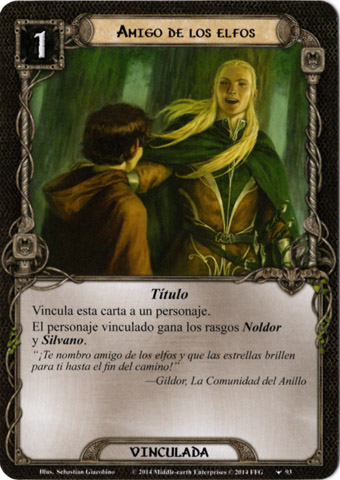 1
Amigo de los elfos
Título
Vincula esta carta a un personaje.
El personaje vinculado gana los rasgos Noldor
y Silvano.
“¡Te nombro amigo de los elfos y que las estrellas brillen
para ti hasta el fin del camino!”
—Gildor, La Comunidad del Anillo
VINCULADA
Illus. Sebastian Giacobino
© 2014 Middle-earth Enterprises © 2014 FFG
93